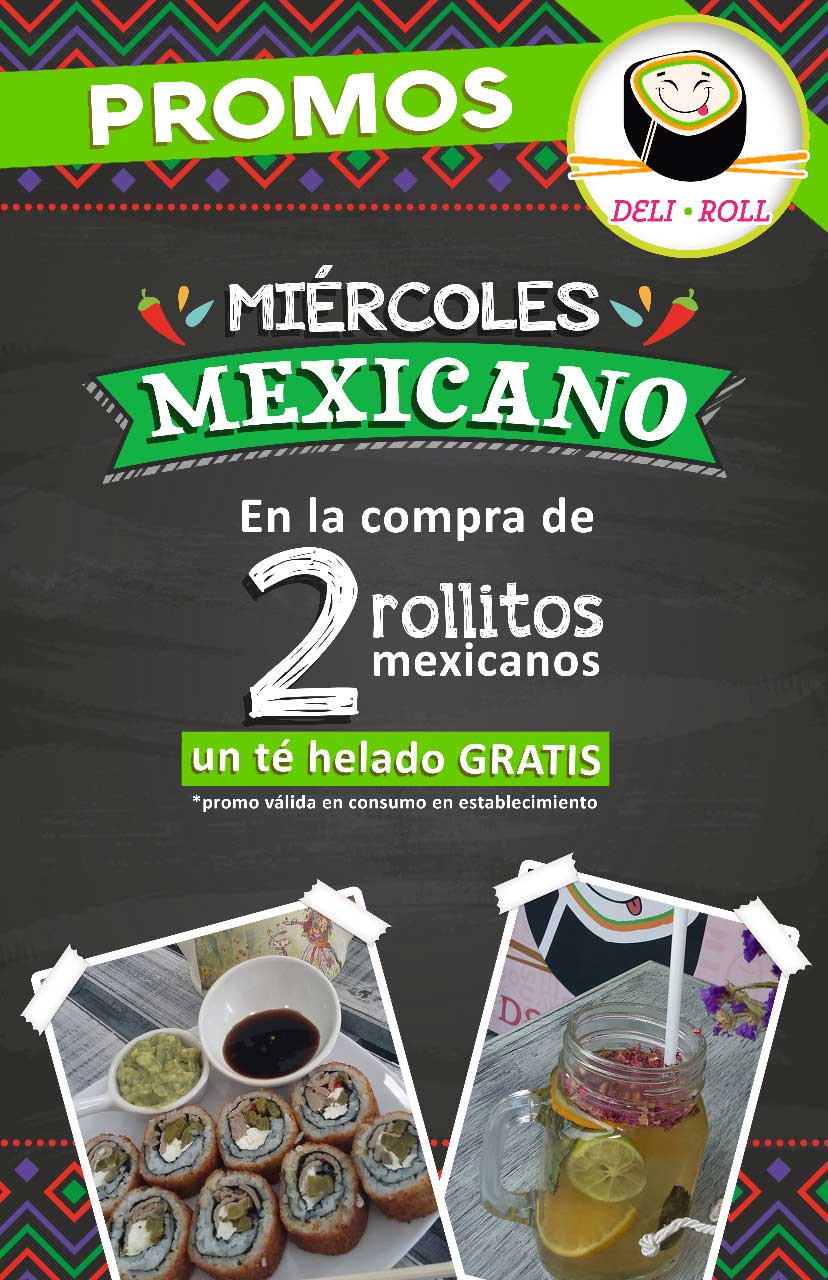 PROMOS
DELI • ROLL
MIÉRCOLES
MEXICANO
En la compra de
2 rollitos
mexicanos
un té helado GRATIS
*promo válida en consumo en establecimiento